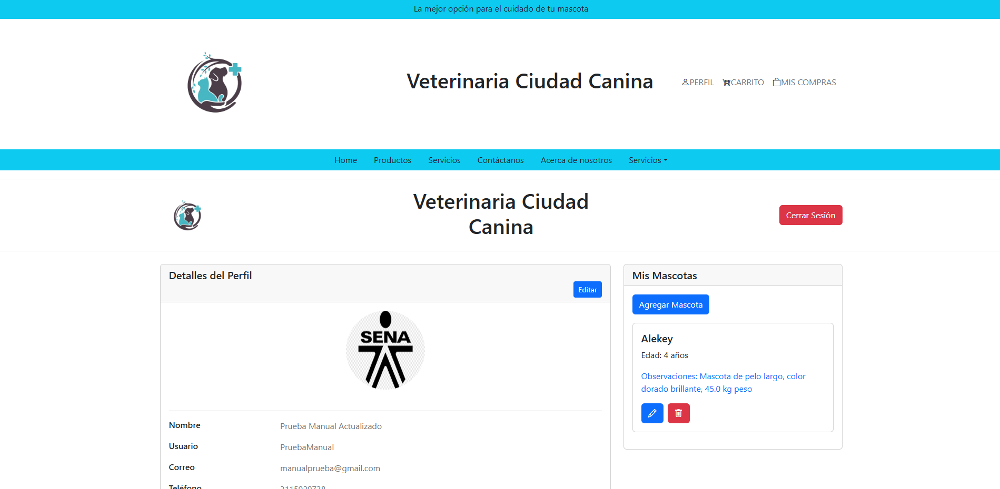 La mejor opción para el cuidado de tu mascota
Veterinaria Ciudad Canina
PERFIL CARRITO MIS COMPRAS
Home Productos Servicios Contáctanos Acerca de nosotros Servicios
Veterinaria Ciudad
Canina
Cerrar Sesión
Detalles del Perfil
Editar
SENA
Nombre Prueba Manual Actualizado
Usuario PruebaManual
Correo manualprueba@gmail.com
Teléfono
Mis Mascotas
Agregar Mascota
Alekey
Edad: 4 años
Observaciones: Mascota de pelo largo, color
dorado brillante, 45.0 kg peso